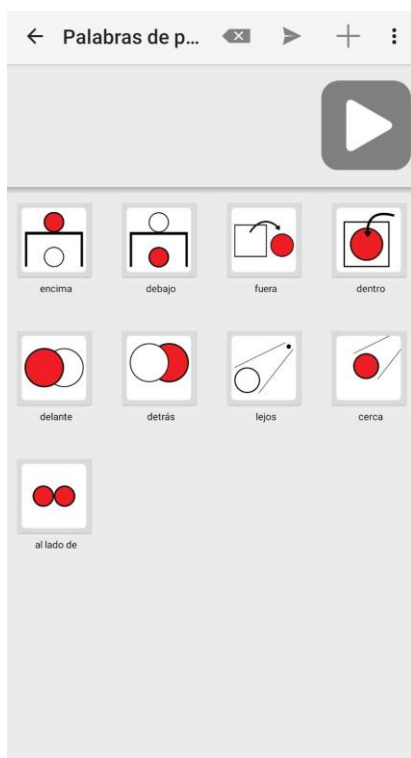 Palabras de p...
encima debajo fuera dentro
delante detrás lejos cerca
al lado de